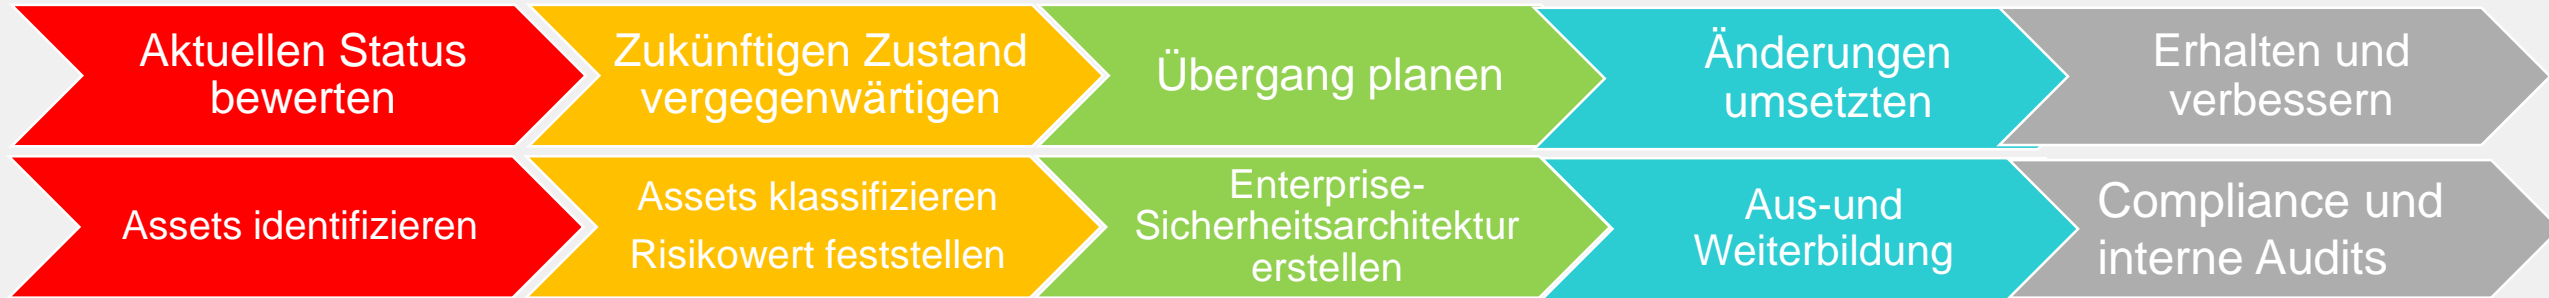 Aktuellen Status
bewerten
Zukünftigen Zustand
vergegenwärtigen
Übergang planen
Änderungen
umsetzten
Erhalten und
verbessern
Assets identifizieren
Assets klassifizieren
Risikowert feststellen
Enterprise-
Sicherheitsarchitektur
erstellen
Aus-und
Weiterbildung
Compliance und
interne Audits